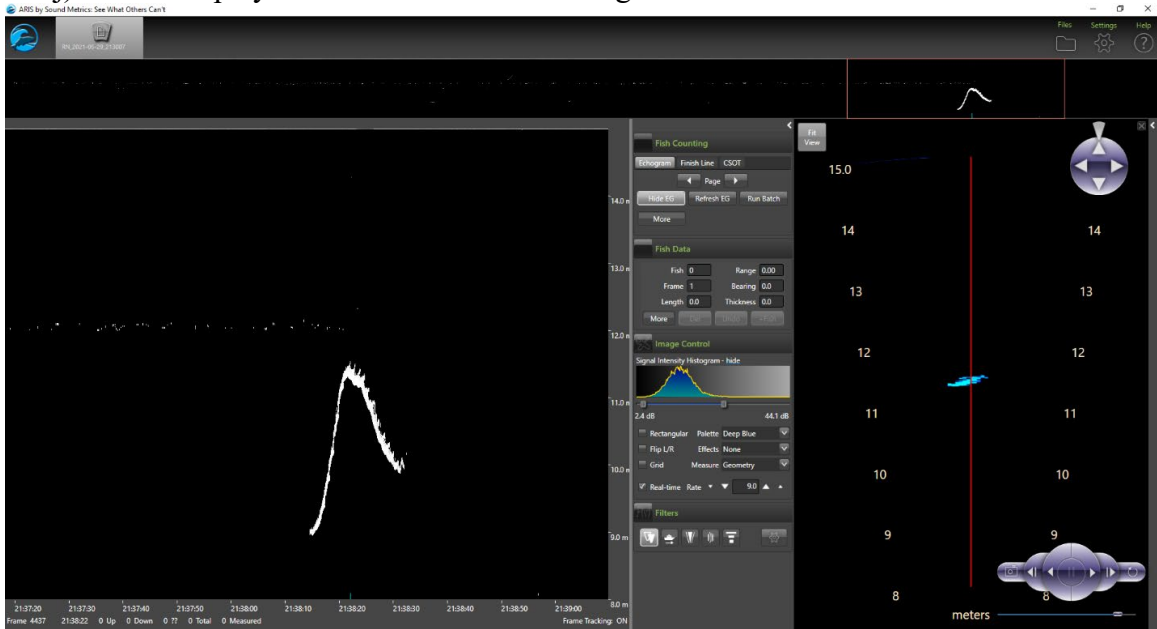 ARIS by Sound Metrics: See What Others Can't
Files Settings Help
Fish Counting
Echogram Finish Line CSOT
Page
Hide EG Refresh EG Run Batch
More
Fish Data
Fish 0 Range 0.00
Frame 1 Bearing 0.0
Length 0.0 Thickness 0.0
More
Image Control
Signal Intensity Histogram - hide
2.4 dB 44.1 dB
Rectangular Palette Deep Blue
Flip L/R Effects None
Grid Measure Geometry
Real-time Rate 9.0
Filters
14.0 m
13.0 m
12.0 m
11.0 m
10.0 m
9.0 m
8.0 m
21:37:20 21:37:30 21:37:40 21:37:50 21:38:00 21:38:10 21:38:20 21:38:30 21:38:40 21:38:50 21:39:00
Frame 4437 21:38:22 0 Up 0 Down 0 ?? 0 Total 0 Measured Frame Tracking: ON
Fit
View
15.0
14 14
13 13
12 12
11 11
10 10
9 9
8 8
meters